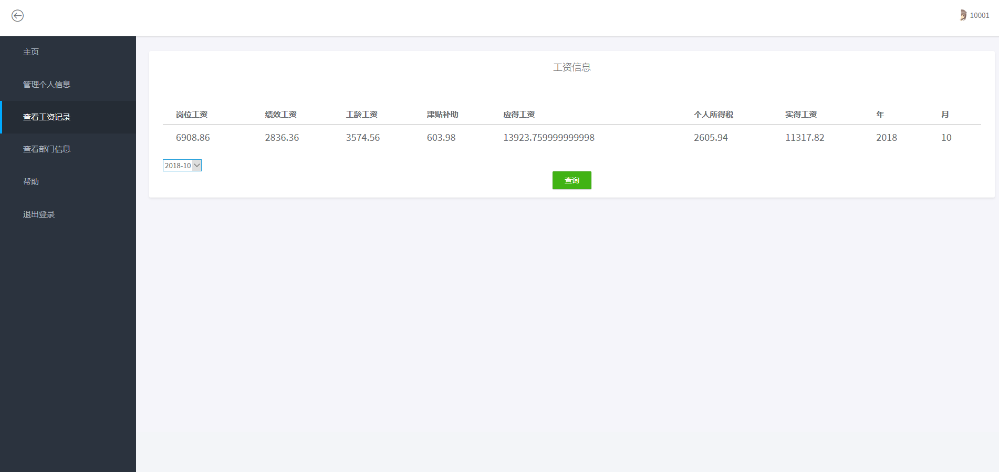 10001
主页
管理个人信息
查看工资记录
查看部门信息
帮助
退出登录
工资信息
岗位工资 绩效工资 工龄工资 津贴补助 应得工资 个人所得税 实得工资 年 月
6908.86 2836.36 3574.56 603.98 13923.759999999998 2605.94 11317.82 2018 10
2018-10
查询